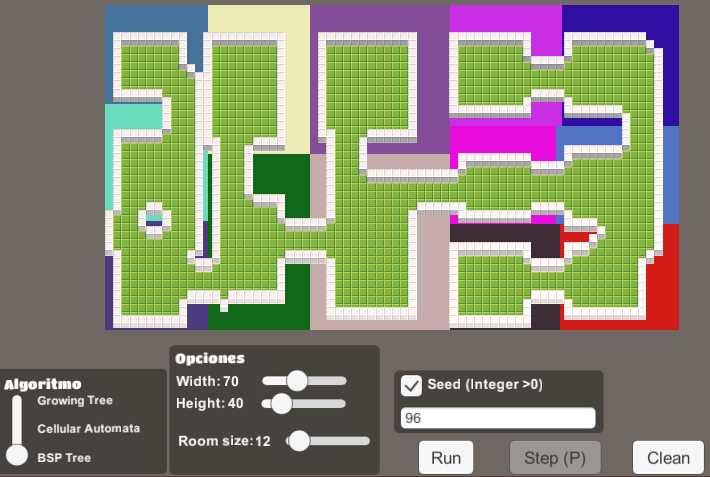 Algoritmo
Growing Tree
Cellular Automata
BSP Tree
Opciones
Width: 70
Height: 40
Room size: 12
Seed (Integer >0)
96
Run
Step (P)
Clean